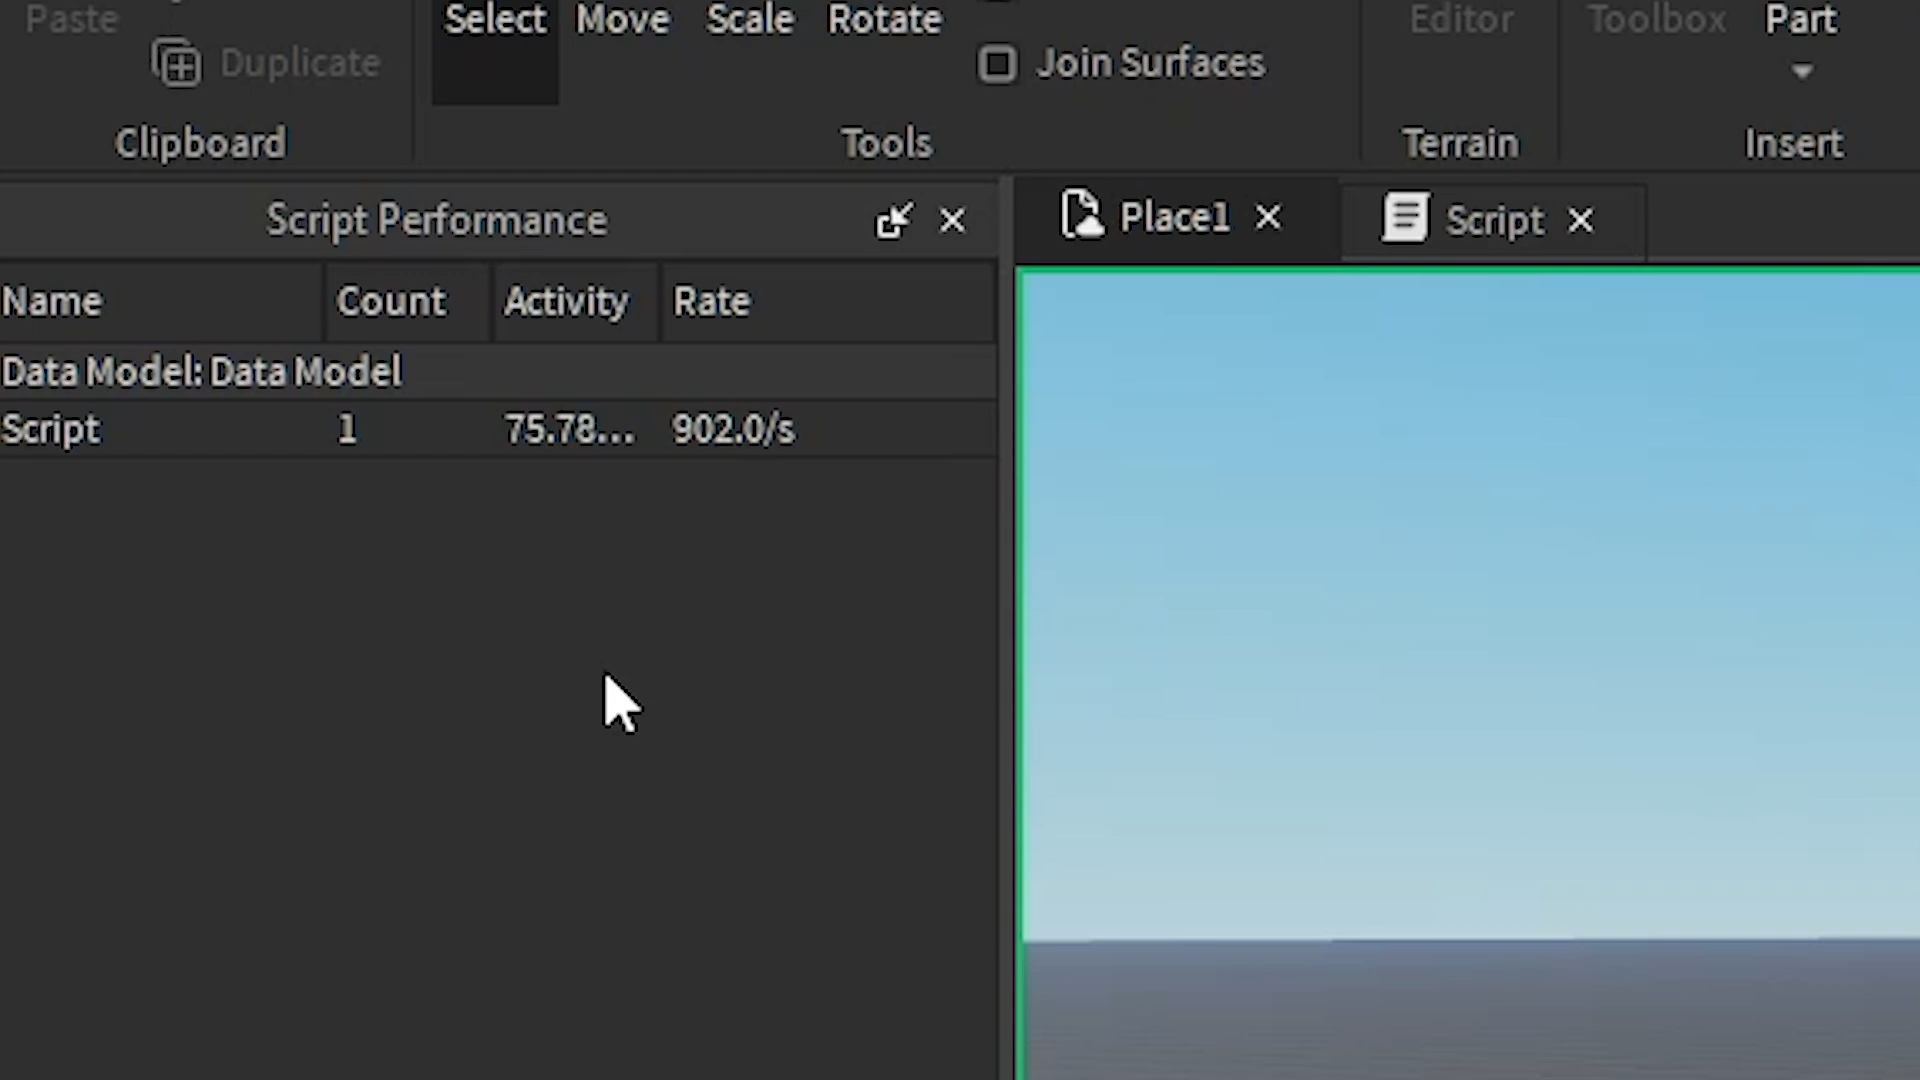 Paste
Select Move Scale Rotate
Editor
Toolbox
Part
Duplicate
Join Surfaces
Clipboard
Tools
Terrain
Insert
Script Performance
Place1
Script
Name Count Activity Rate
Data Model: Data Model
Script 1 75.78... 902.0/s